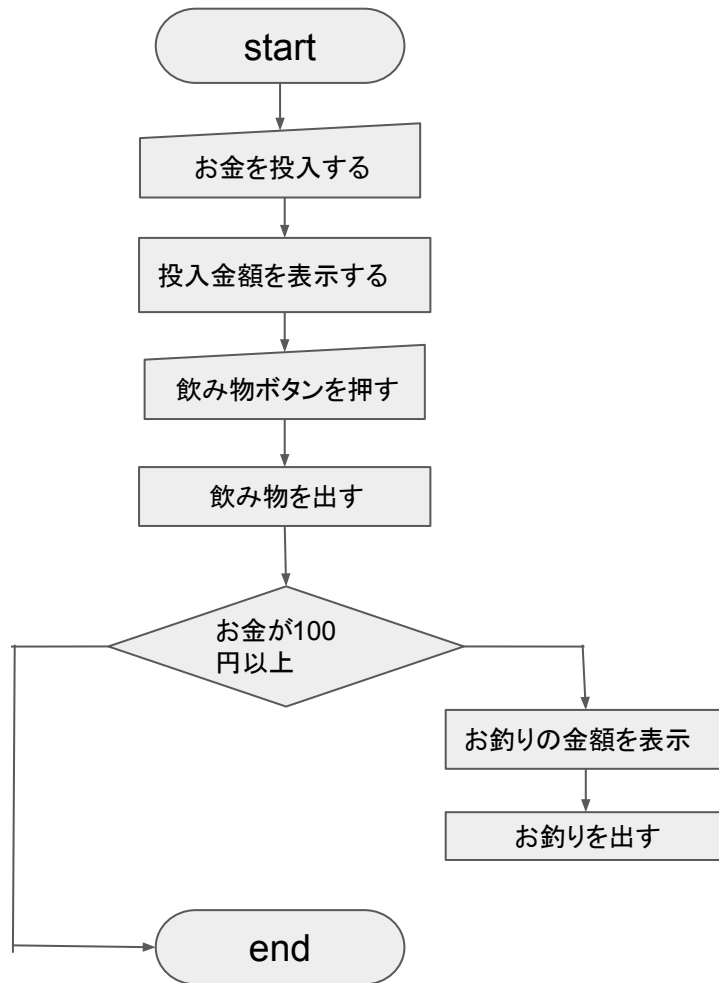 start
お金を投入する
投入金額を表示する
飲み物ボタンを押す
飲み物を出す
お金が100
円以上
お釣りの金額を表示
お釣りを出す
end